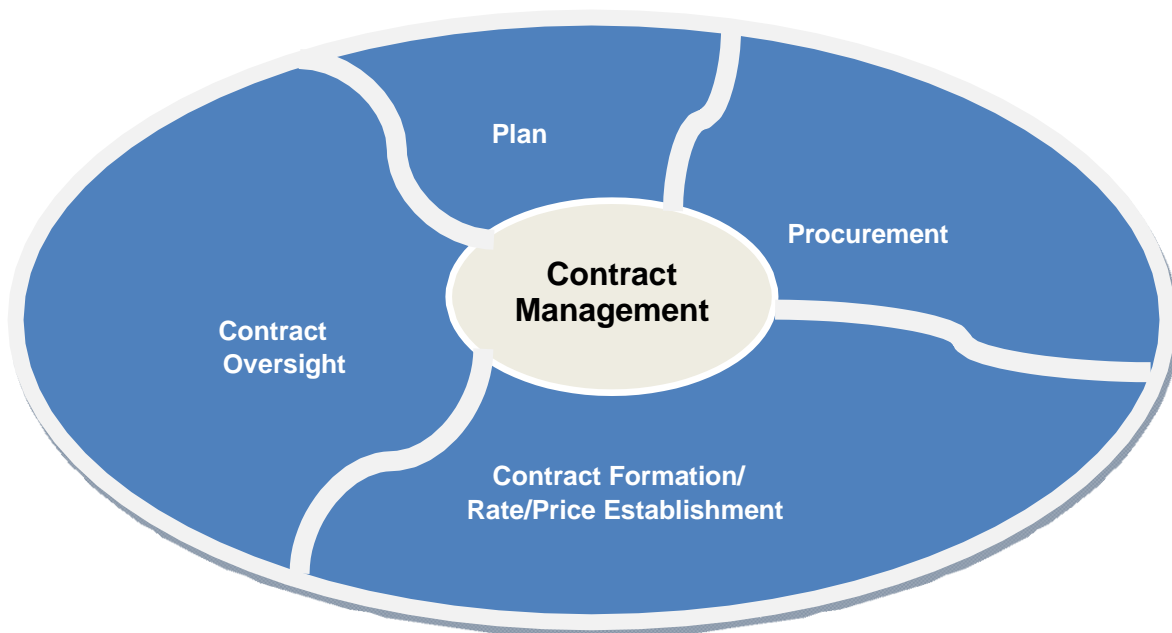 Plan
Procurement
Contract
Management
Contract
Oversight
Contract Formation/
Rate/Price Establishment